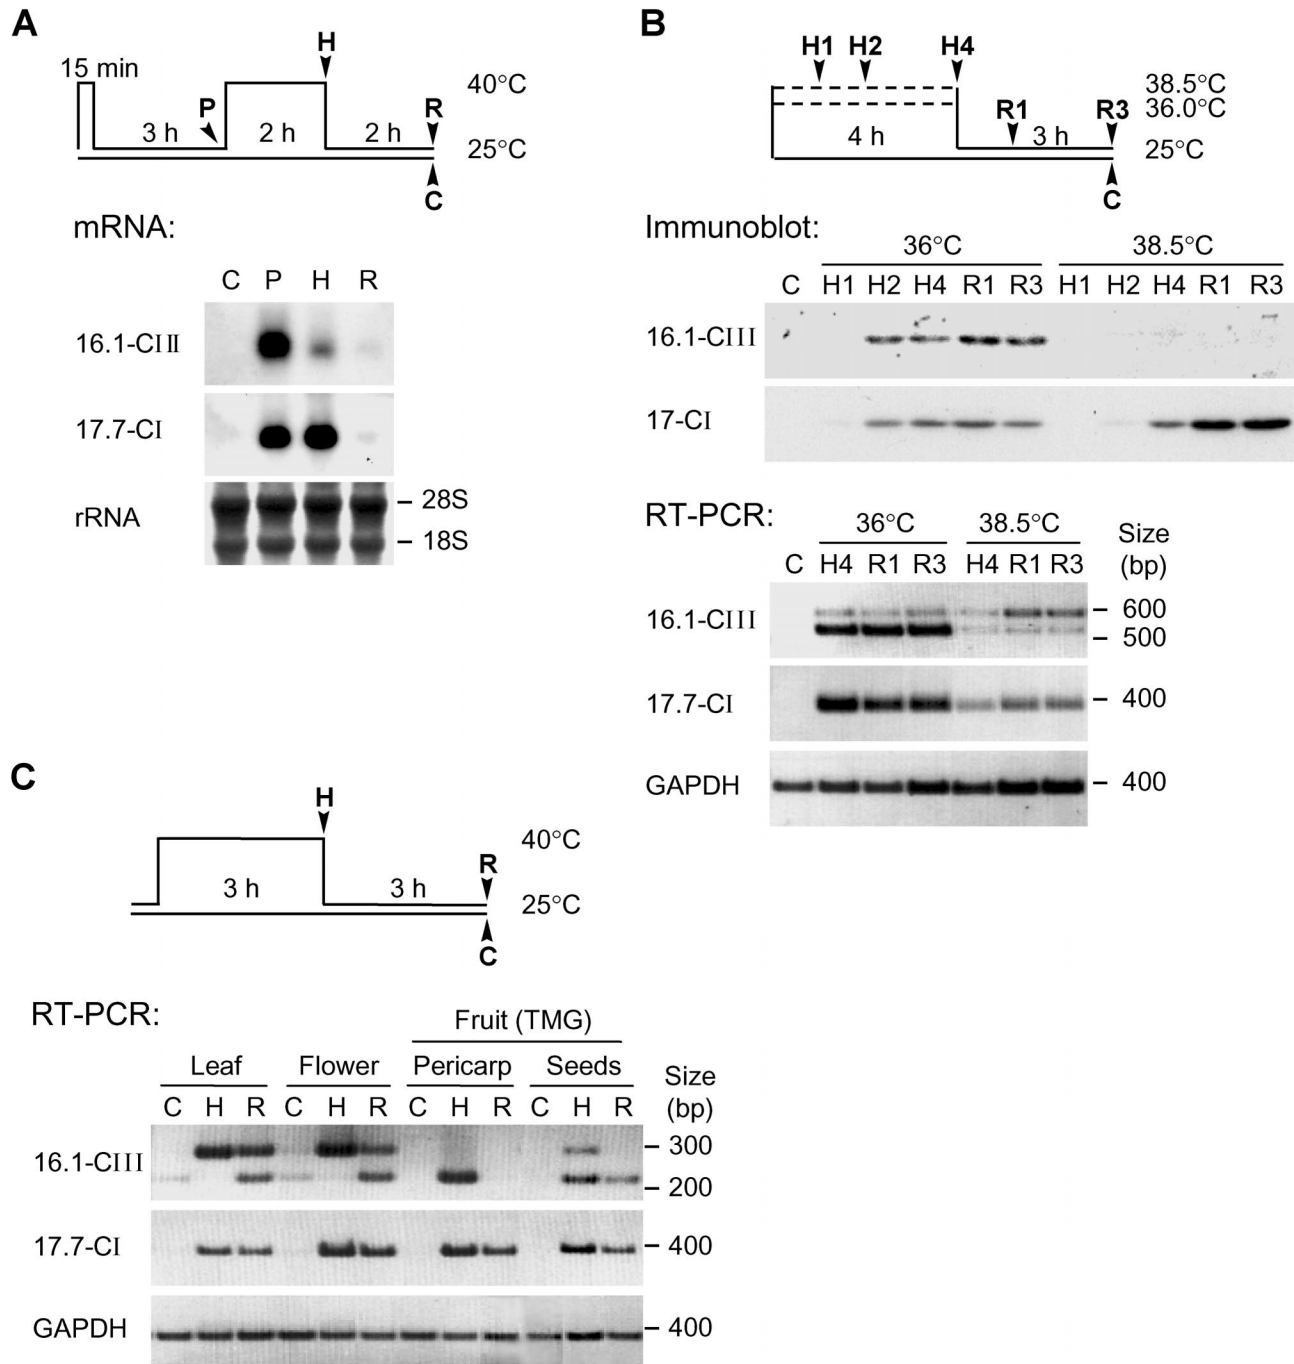 A
15 min
H
40°C
P
R
3 h
2 h
2 h
25°C
C
mRNA:
C P H R
16.1-CIII
17.7-CI
rRNA
– 28S
– 18S
B
H1 H2 H4
38.5°C
36.0°C
R1 R3
4 h
3 h
25°C
C
Immunoblot:
36°C 38.5°C
C H1 H2 H4 R1 R3 H1 H2 H4 R1 R3
16.1-CIII
17-CI
RT-PCR:
36°C 38.5°C Size
C H4 R1 R3 H4 R1 R3 (bp)
16.1-CIII
– 600
– 500
17.7-CI – 400
GAPDH – 400
C
H
40°C
R
3 h 3 h
25°C
C
RT-PCR:
Fruit (TMG)
Leaf Flower Pericarp Seeds Size
C H R C H R C H R C H R (bp)
16.1-CIII
– 300
– 200
17.7-CI – 400
GAPDH – 400